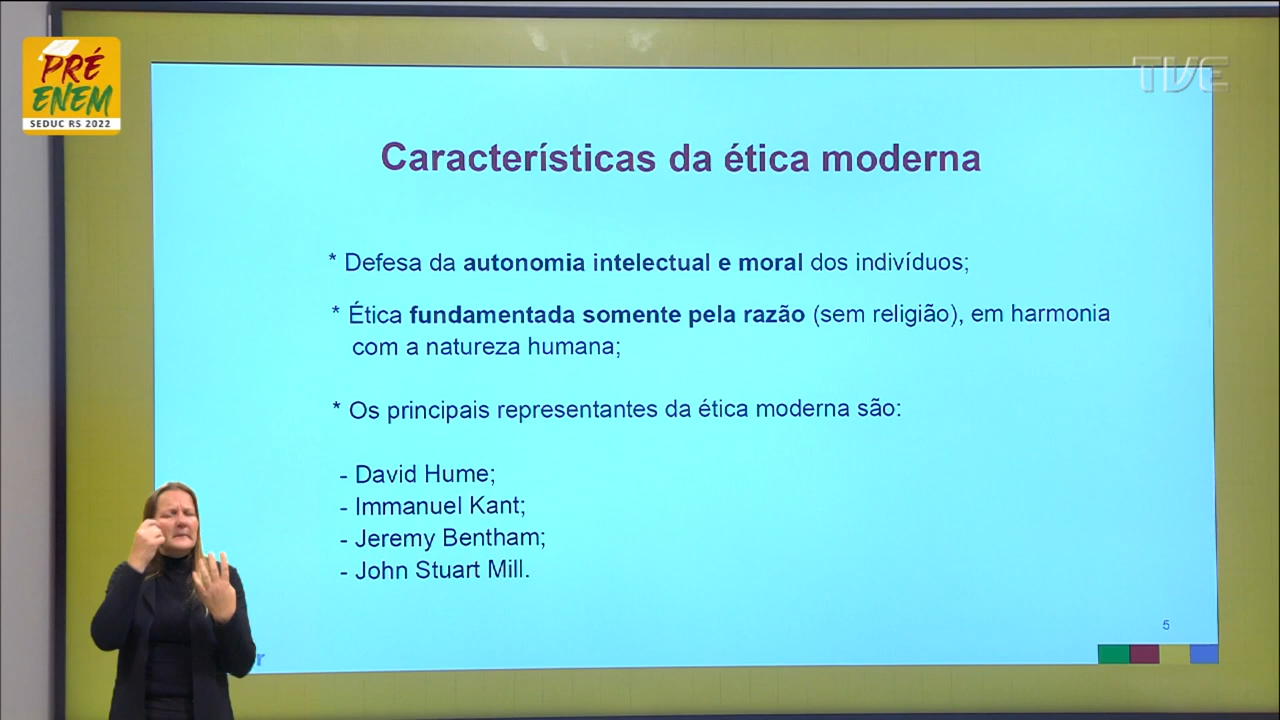 PRÉ
ENEM
SEDUC RS 2022
TVE
Características da ética moderna
* Defesa da autonomia intelectual e moral dos indivíduos;
* Ética fundamentada somente pela razão (sem religião), em harmonia
com a natureza humana;
* Os principais representantes da ética moderna são:
- David Hume;
- Immanuel Kant;
- Jeremy Bentham;
- John Stuart Mill.
5
r